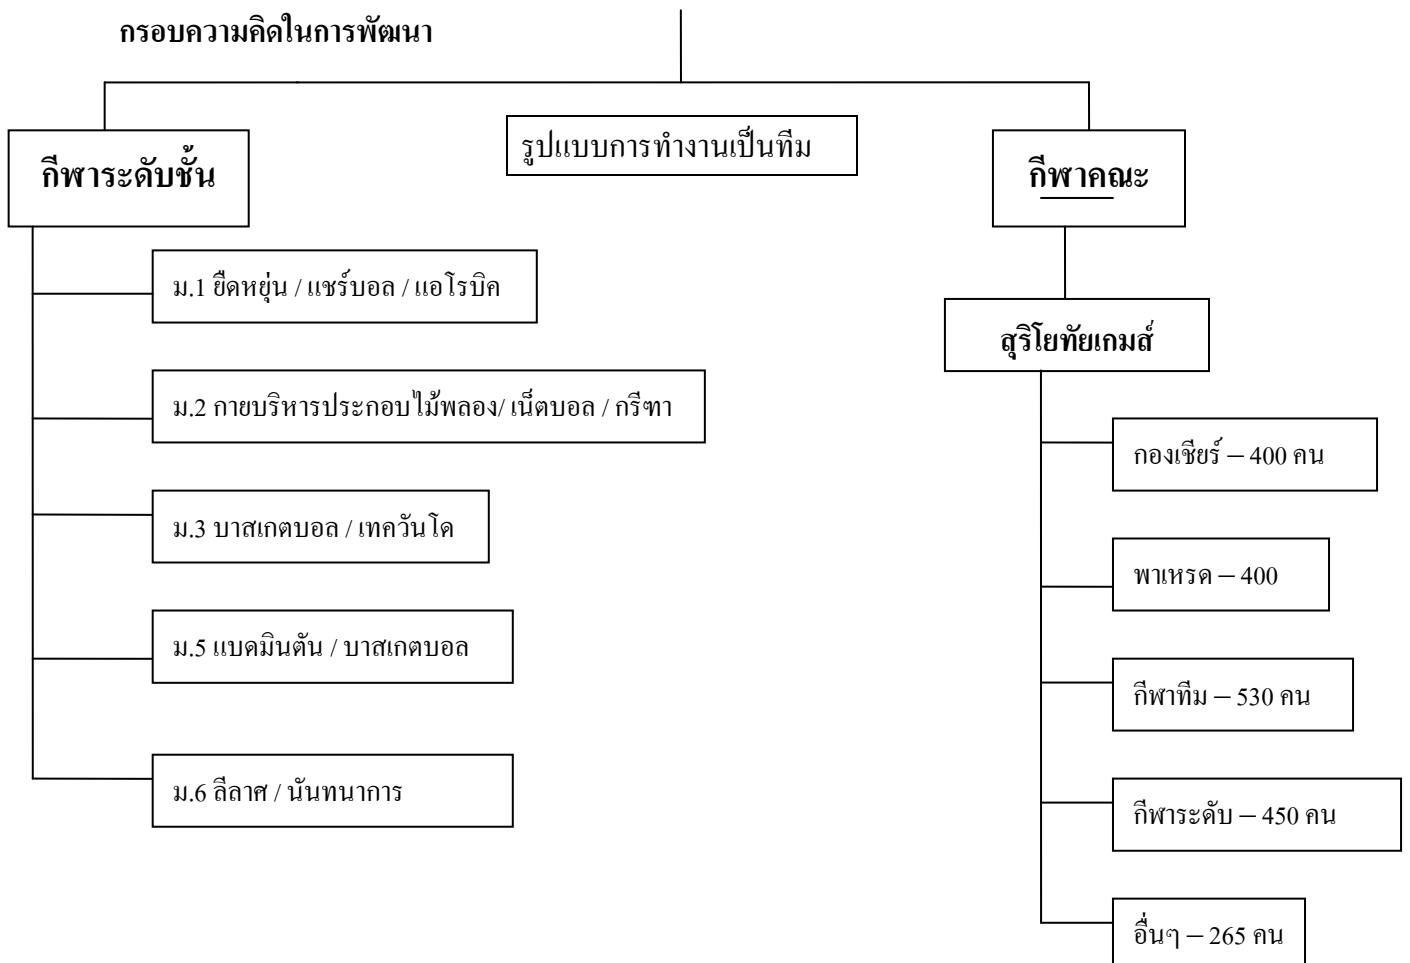 กรอบความคิดในการพัฒนา
รูปแบบการทำงานเป็นทีม
กีฬาระดับชั้น
ม.1 ยืดหยุ่น / แชร์บอล / แอโรบิค
ม.2 กายบริหารประกอบไม้พลอง/ เน็ตบอล / กรีฑา
ม.3 บาสเกตบอล / เทควันโด
ม.5 แบดมินตัน / บาสเกตบอล
ม.6 ลีลาศ / นันทนาการ
กีฬาคณะ
สุริโยทัยเกมส์
กองเชียร์ – 400 คน
พาเหรด – 400
กีฬาทีม – 530 คน
กีฬาระดับ – 450 คน
อื่นๆ – 265 คน